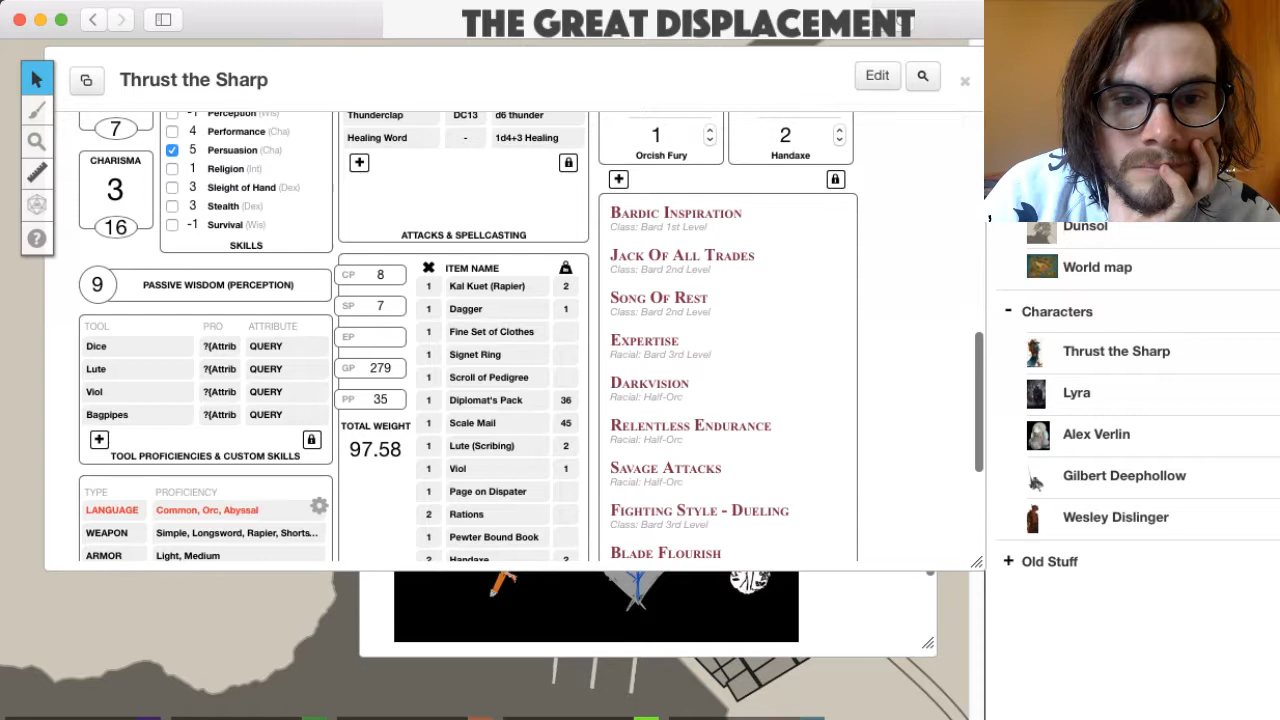 THE GREAT DISPLACEMENT
Thrust the Sharp
Edit
7
CHARISMA
3
16
-1 Perception (Wis)
4 Performance (Cha)
5 Persuasion (Cha)
1 Religion (Int)
3 Sleight of Hand (Dex)
3 Stealth (Dex)
-1 Survival (Wis)
SKILLS
9 PASSIVE WISDOM (PERCEPTION)
TOOL PRO ATTRIBUTE
Dice ?{Attrib QUERY
Lute ?{Attrib QUERY
Viol ?{Attrib QUERY
Bagpipes ?{Attrib QUERY
TOOL PROFICIENCIES & CUSTOM SKILLS
TYPE PROFICIENCY
LANGUAGE Common, Orc, Abyssal
WEAPON Simple, Longsword, Rapier, Shorts...
ARMOR Light, Medium
Thunderclap DC13 d6 thunder
Healing Word - 1d4+3 Healing
ATTACKS & SPELLCASTING
CP 8
SP 7
EP
GP 279
PP 35
TOTAL WEIGHT
97.58
ITEM NAME
1 Kal Kuet (Rapier) 2
1 Dagger 1
1 Fine Set of Clothes
1 Signet Ring
1 Scroll of Pedigree
1 Diplomat's Pack 36
1 Scale Mail 45
1 Lute (Scribing) 2
1 Viol 1
1 Page on Dispater
2 Rations
1 Pewter Bound Book
2 Handaxe 2
1
Orcish Fury
2
Handaxe
BARDIC INSPIRATION
Class: Bard 1st Level
JACK OF ALL TRADES
Class: Bard 2nd Level
SONG OF REST
Class: Bard 2nd Level
EXPERTISE
Racial: Bard 3rd Level
DARKVISION
Racial: Half-Orc
RELENTLESS ENDURANCE
Racial: Half-Orc
SAVAGE ATTACKS
Racial: Half-Orc
FIGHTING STYLE - DUELING
Class: Bard 3rd Level
BLADE FLOURISH
Dunsol
World map
Characters
Thrust the Sharp
Lyra
Alex Verlin
Gilbert Deephollow
Wesley Dislinger
Old Stuff